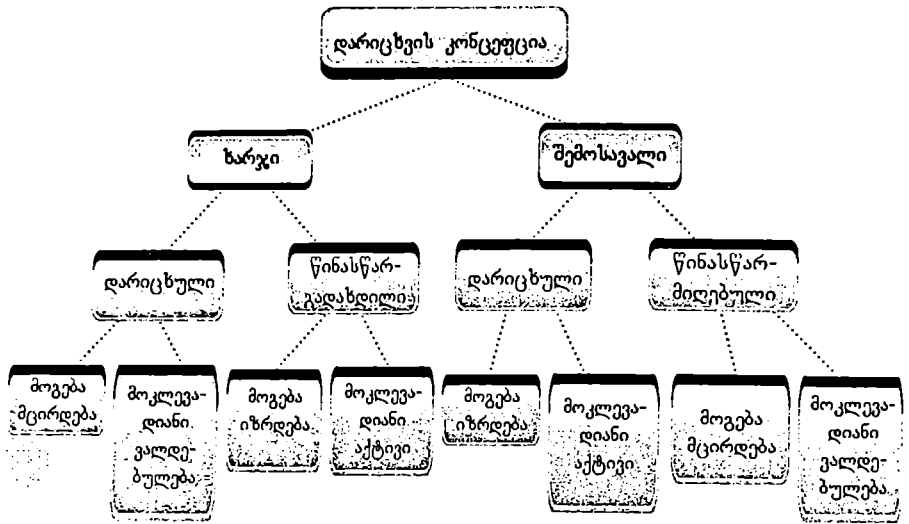 დარიცხვის კონცეფცია
ხარჯი
შემოსავალი
დარიცხული
წინასწარ-
გადახდილი
დარიცხული
წინასწარ-
მიღებული
მოგება
მცირდება
მოკლევა-
დიანი
ვალდე-
ბულება
მოგება
იზრდება
მოკლევა-
დიანი
აქტივი
მოგება
იზრდება
მოკლევა-
დიანი
აქტივი
მოგება
მცირდება
მოკლევა-
დიანი
ვალდე-
ბულება